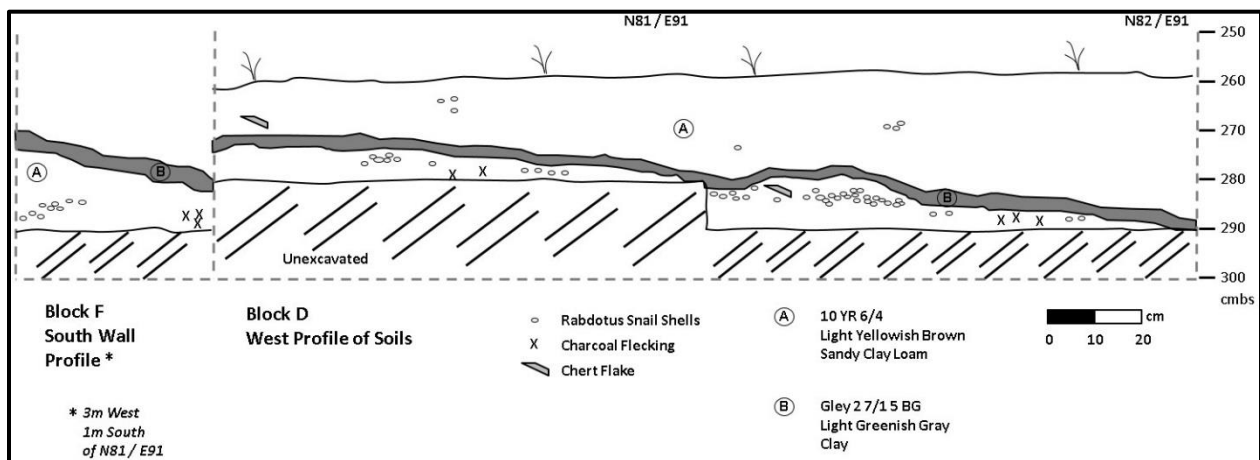 N81 / E91
N82 / E91
250
260
270
280
290
300
cmbs
A
B
A
B
Unexcavated
Block F
South Wall
Profile *
* 3m West
1m South
of N81 / E91
Block D
West Profile of Soils
Rabdotus Snail Shells
X Charcoal Flecking
Chert Flake
A 10 YR 6/4
Light Yellowish Brown
Sandy Clay Loam
B Gley 2 7/1 5 BG
Light Greenish Gray
Clay
cm
0 10 20